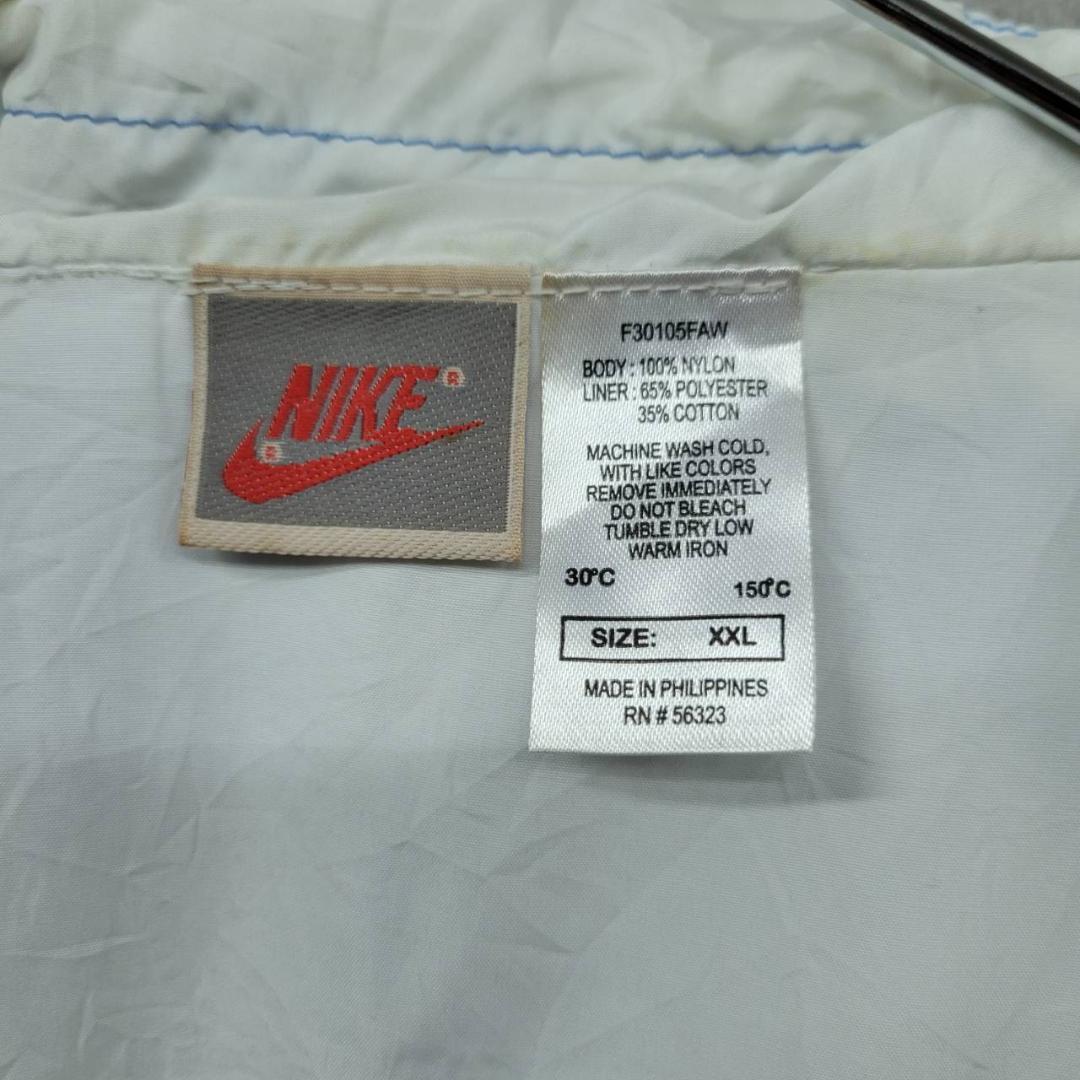 NIKE®
®
F30105FAW
BODY : 100% NYLON
LINER : 65% POLYESTER
35% COTTON
MACHINE WASH COLD,
WITH LIKE COLORS
REMOVE IMMEDIATELY
DO NOT BLEACH
TUMBLE DRY LOW
WARM IRON
30°C
150°C
SIZE: XXL
MADE IN PHILIPPINES
RN # 56323